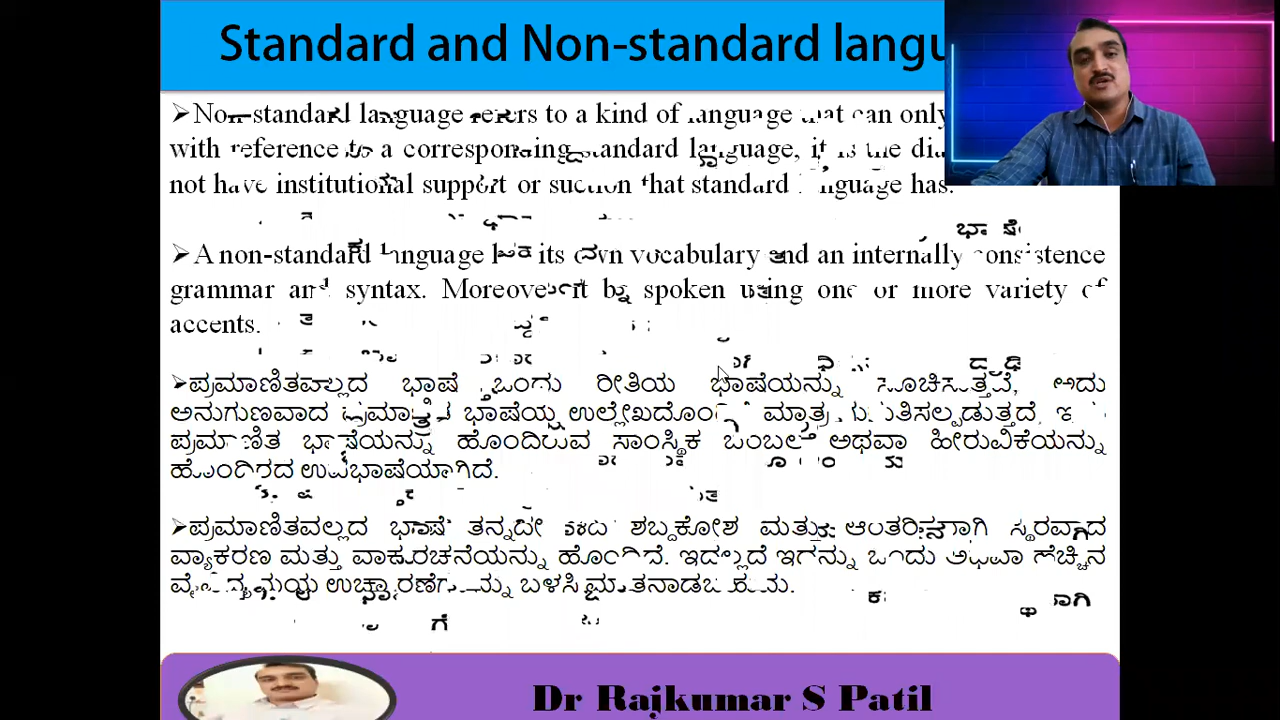 Standard and Non-standard langu
➢Non-standard language refers to a kind of language that can only
with reference to a corresponding standard language, it is the dia
not have institutional support or suction that standard language has.
➢A non-standard language has its own vocabulary and an internally consistence
grammar and syntax. Moreover it be spoken using one or more variety of
accents.
➢ಪ್ರಮಾಣಿತವಲ್ಲದ ಭಾಷೆ ಒಂದು ರೀತಿಯ ಭಾಷೆಯನ್ನು ಸೂಚಿಸುತ್ತದೆ, ಅದು
ಅನುಗುಣವಾದ ಪ್ರಮಾಣಿತ ಭಾಷೆಯ ಉಲ್ಲೇಖದೊಂದಿಗೆ ಮಾತ್ರ ಗುರುತಿಸಲ್ಪಡುತ್ತದೆ,
ಪ್ರಮಾಣಿತ ಭಾಷೆಯನ್ನು ಹೊಂದಿರುವ ಸಾಂಸ್ಥಿಕ ಬೆಂಬಲ ಅಥವಾ ಹೀರುವಿಕೆಯನ್ನು
ಹೊಂದಿರದ ಉಪಭಾಷೆಯಾಗಿದೆ.
➢ಪ್ರಮಾಣಿತವಲ್ಲದ ಭಾಷೆ ತನ್ನದೇ ಆದ ಶಬ್ದಕೋಶ ಮತ್ತು ಆಂತರಿಕವಾಗಿ ಸ್ಥಿರವಾದ
ವ್ಯಾಕರಣ ಮತ್ತು ವಾಕ್ಯರಚನೆಯನ್ನು ಹೊಂದಿದೆ. ಇದಲ್ಲದೆ ಇದನ್ನು ಒಂದು ಅಥವಾ ಹೆಚ್ಚಿನ
ವೈವಿಧ್ಯಮಯ ಉಚ್ಚಾರಣೆಗಳನ್ನು ಬಳಸಿ ಮಾತನಾಡಬಹುದು.
Dr Rajkumar S Patil